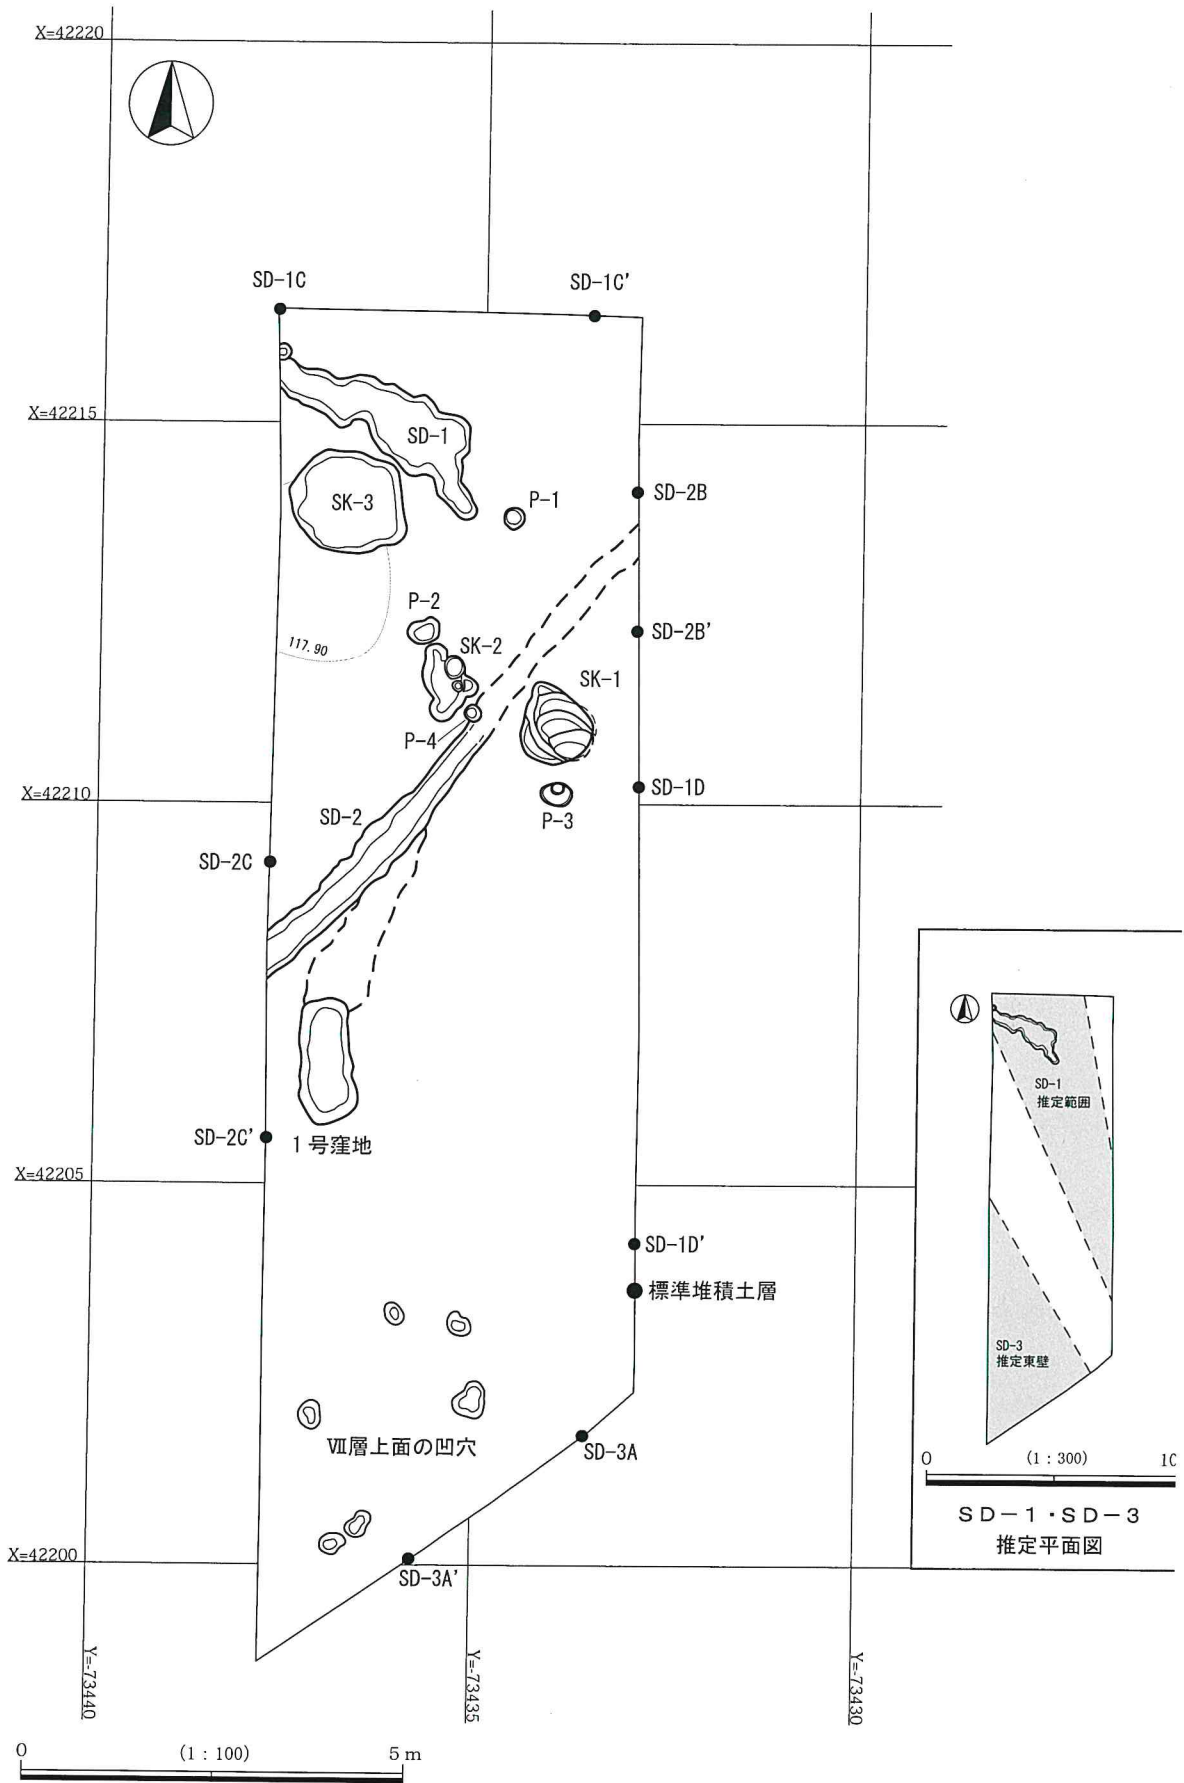 X=42220
SD-1C
SD-1C'
X=42215
SD-1
SK-3
P-1
SD-2B
P-2
SK-2
SD-2B'
117.90
SK-1
P-4
SD-1D
X=42210
SD-2
P-3
SD-2C
SD-2C'
1号窪地
X=42205
SD-1D'
標準堆積土層
Ⅶ層上面の凹穴
SD-3A
X=42200
SD-3A'
Y=-73440
Y=-73435
Y=-73430
0 (1:100) 5m
SD-1
推定範囲
SD-3
推定東壁
0 (1:300) 10
SD-1・SD-3
推定平面図